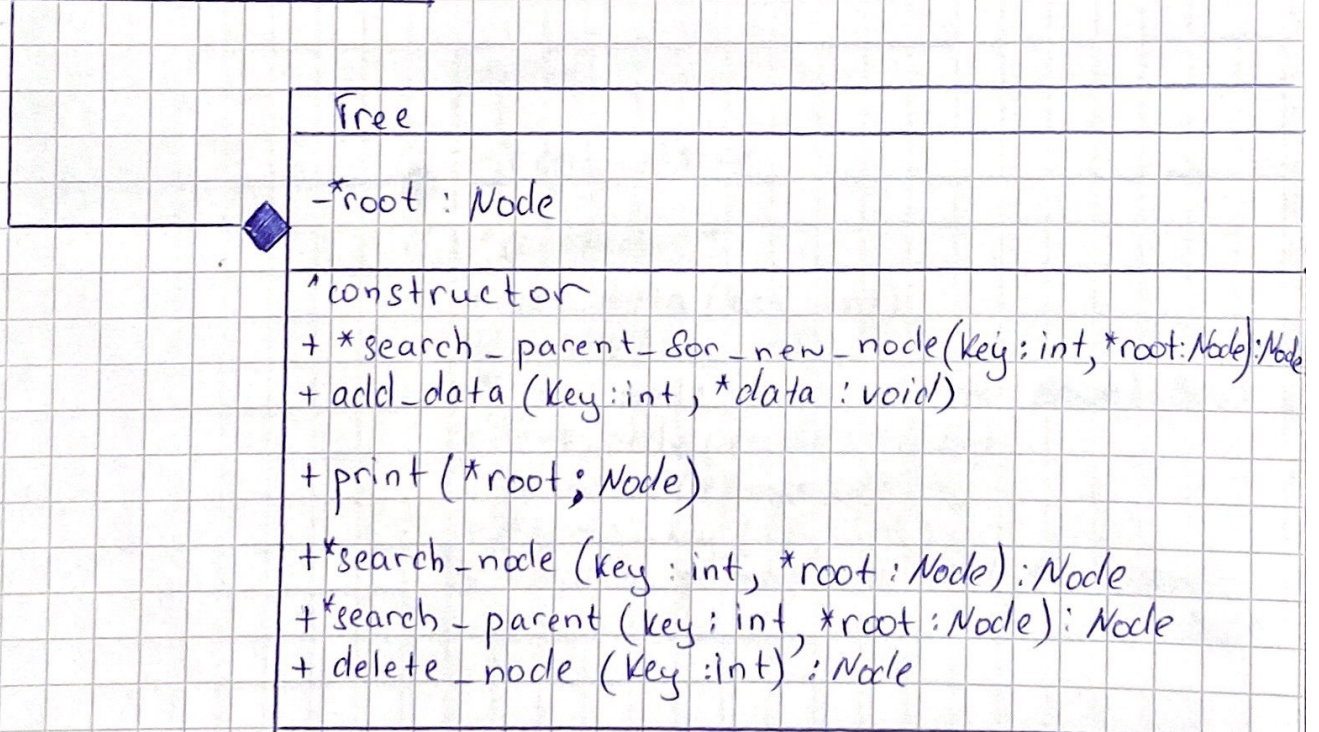 Tree
-*root : Node
^constructor
+ *search_parent_for_new_node(key: int, *root: Node): Node
+ add_data (key: int, *data : void)
+ print (*root; Node)
+*search_node (key : int, *root : Node) : Node
+*search_parent (key : int, *root : Node) : Node
+ delete_node (key : int) : Node